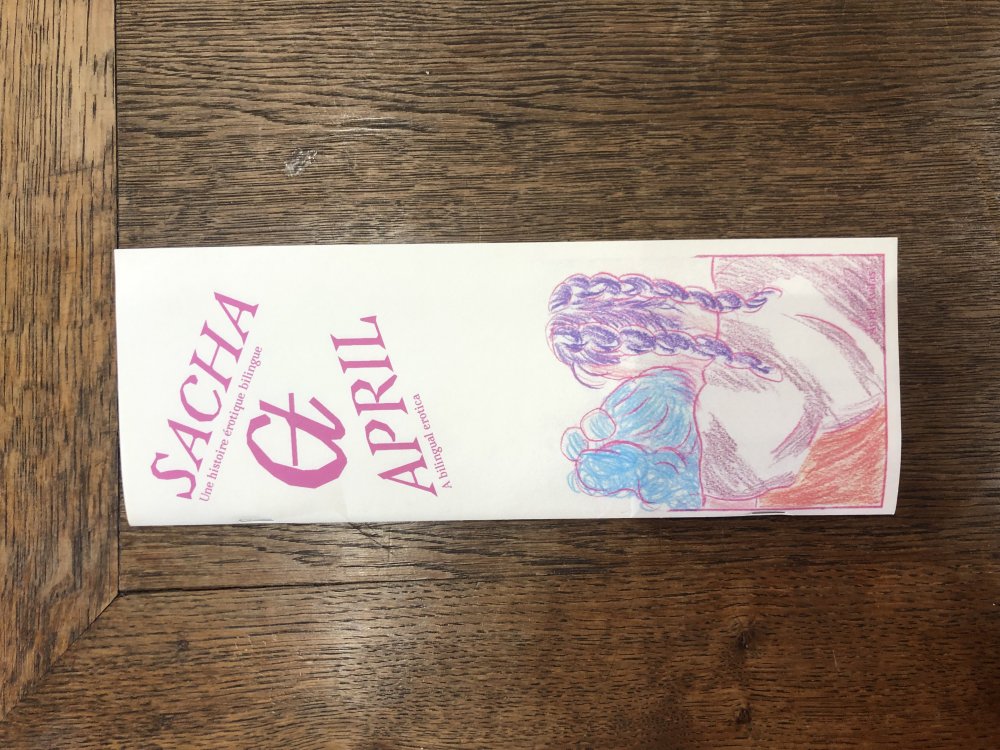 SACHA
Une histoire érotique bilingue
&
APRIL
A bilingual erotica